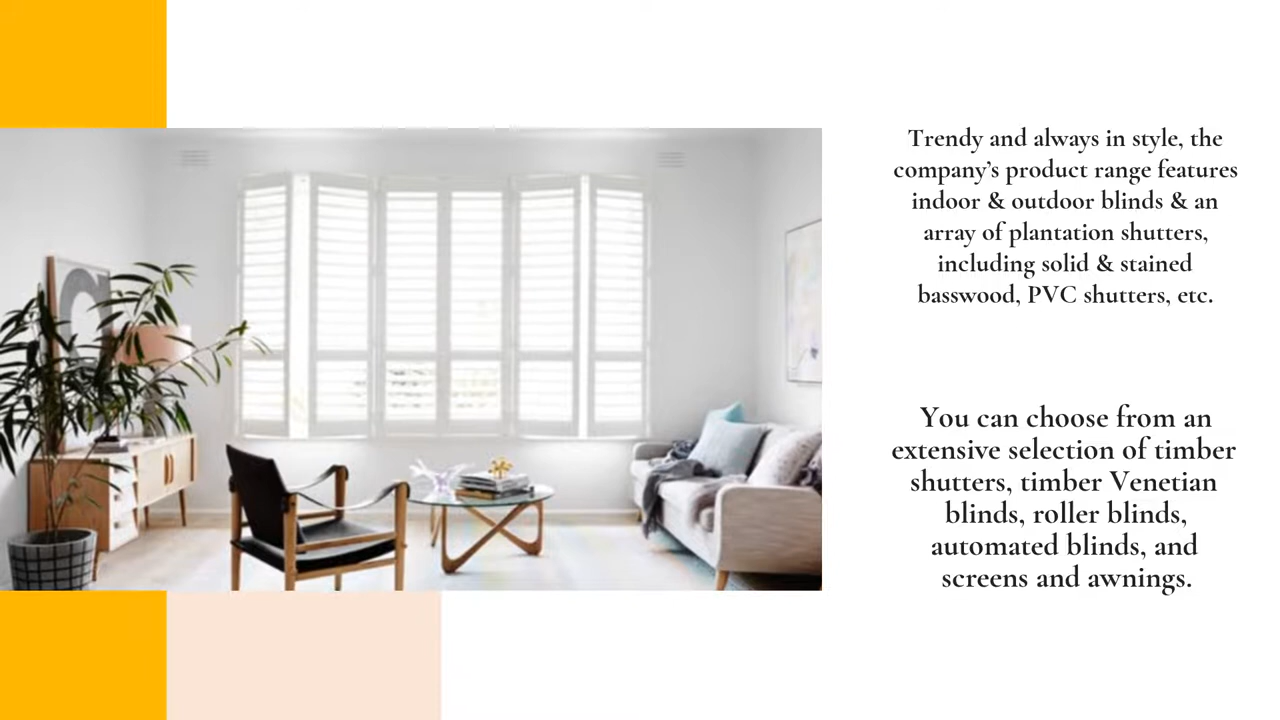 Trendy and always in style, the
company's product range features
indoor & outdoor blinds & an
array of plantation shutters,
including solid & stained
basswood, PVC shutters, etc.
You can choose from an
extensive selection of timber
shutters, timber Venetian
blinds, roller blinds,
automated blinds, and
screens and awnings.